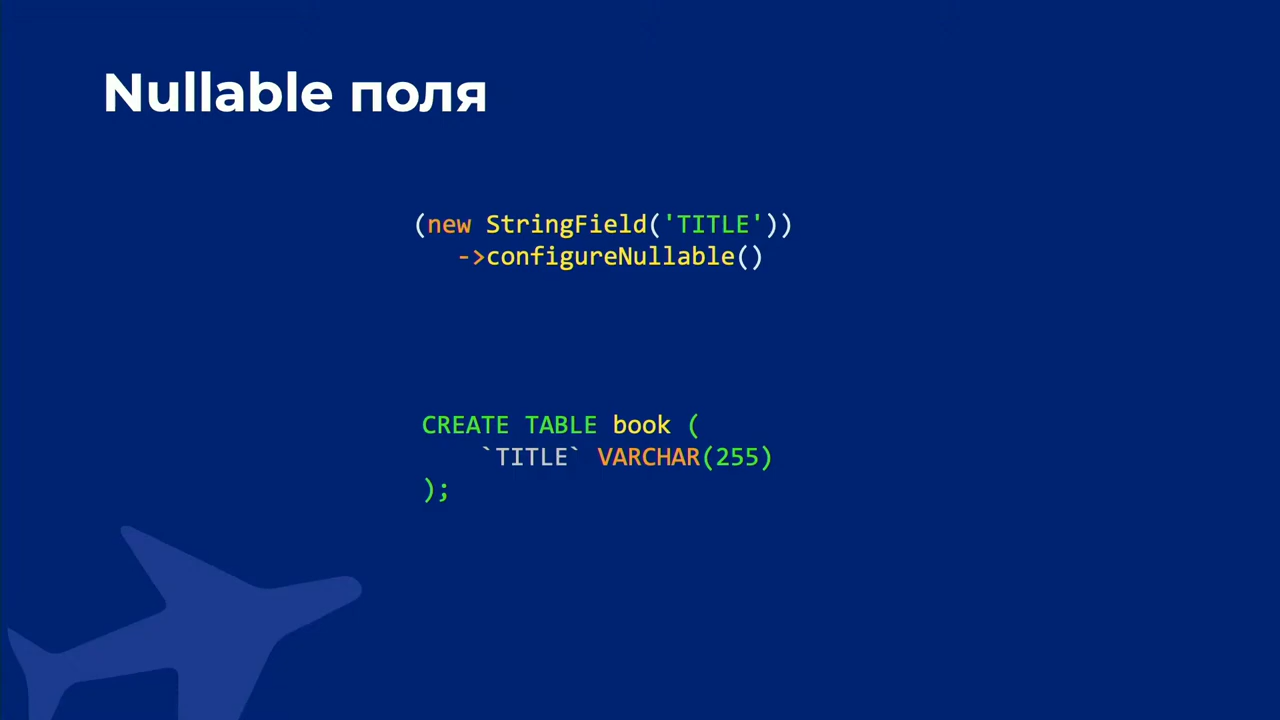 Nullable поля
(new StringField('TITLE'))
->configureNullable()
CREATE TABLE book (
`TITLE` VARCHAR(255)
);